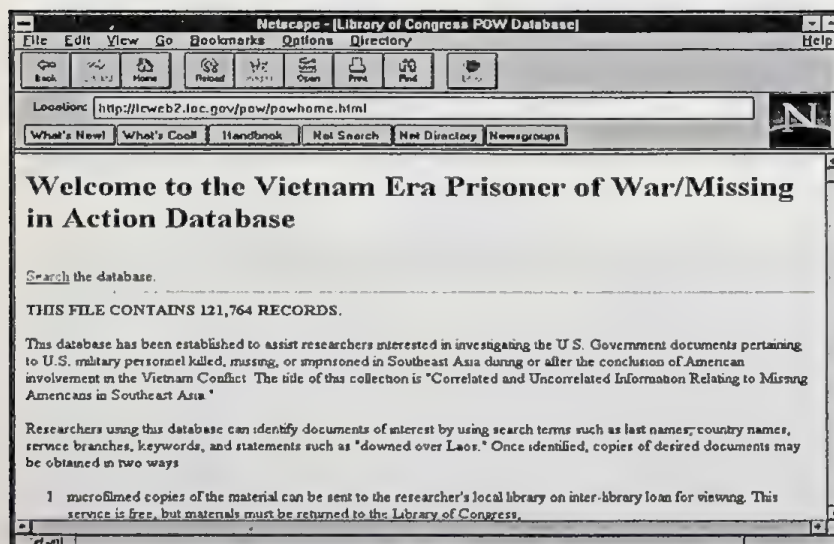 Netscape - [Library of Congress POW Database]
File Edit View Go Bookmarks Options Directory Help
Back Home Reload Open Print Find
Location: http://lcweb2.loc.gov/pow/powhome.html
What's New! What's Cool! Handbook Net Search Net Directory Newsgroups
N
Welcome to the Vietnam Era Prisoner of War/Missing
in Action Database
Search the database.
THIS FILE CONTAINS 121,764 RECORDS.
This database has been established to assist researchers interested in investigating the U.S. Government documents pertaining
to U.S. military personnel killed, missing, or imprisoned in Southeast Asia during or after the conclusion of American
involvement in the Vietnam Conflict. The title of this collection is "Correlated and Uncorrelated Information Relating to Missing
Americans in Southeast Asia."
Researchers using this database can identify documents of interest by using search terms such as last names, country names,
service branches, keywords, and statements such as "downed over Laos." Once identified, copies of desired documents may
be obtained in two ways
1 microfilmed copies of the material can be sent to the researcher's local library on inter-library loan for viewing. This
service is free, but materials must be returned to the Library of Congress,